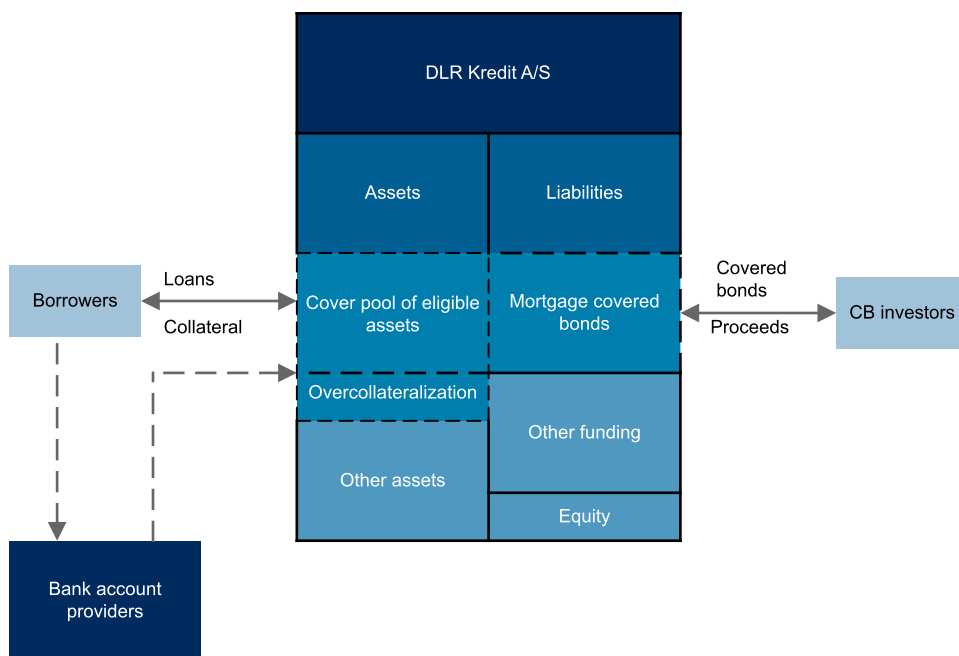 DLR Kredit A/S
Assets
Liabilities
Borrowers
Loans
Collateral
Cover pool of eligible
assets
Mortgage covered
bonds
Covered
bonds
Proceeds
CB investors
Overcollateralization
Other funding
Other assets
Equity
Bank account
providers